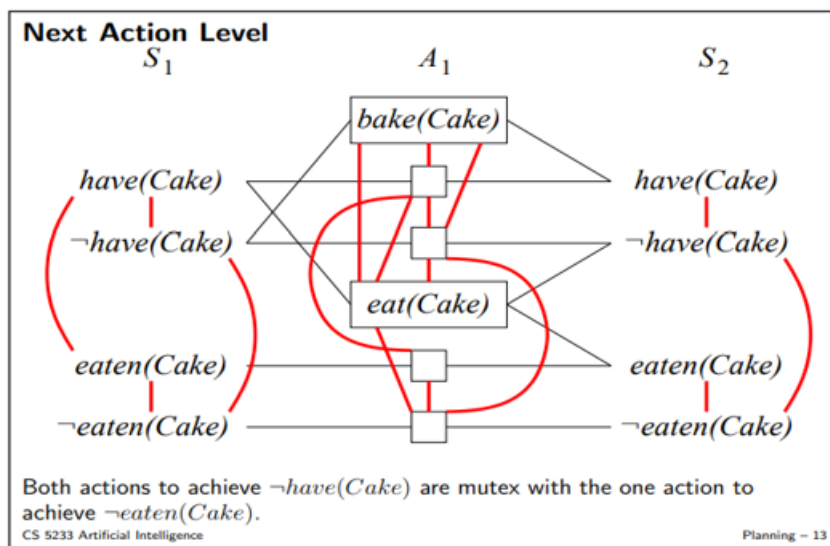 Next Action Level
S₁ A₁ S₂
bake(Cake)
have(Cake) have(Cake)
¬have(Cake) ¬have(Cake)
eat(Cake)
eaten(Cake) eaten(Cake)
¬eaten(Cake) ¬eaten(Cake)
Both actions to achieve ¬have(Cake) are mutex with the one action to
achieve ¬eaten(Cake).
CS 5233 Artificial Intelligence Planning – 13